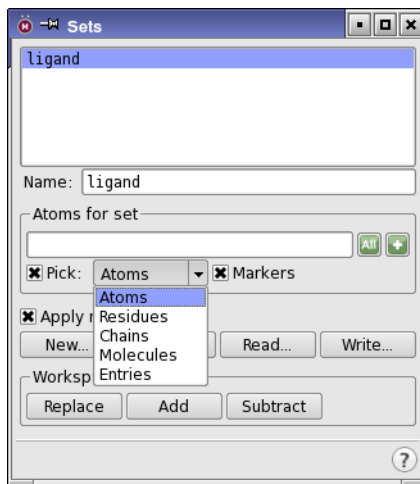 Sets
ligand
Name: ligand
Atoms for set
All +
Pick: Atoms Markers
Atoms
Apply
Residues
Chains
New... Read... Write...
Molecules
Entries
Worksp
Replace Add Subtract
?